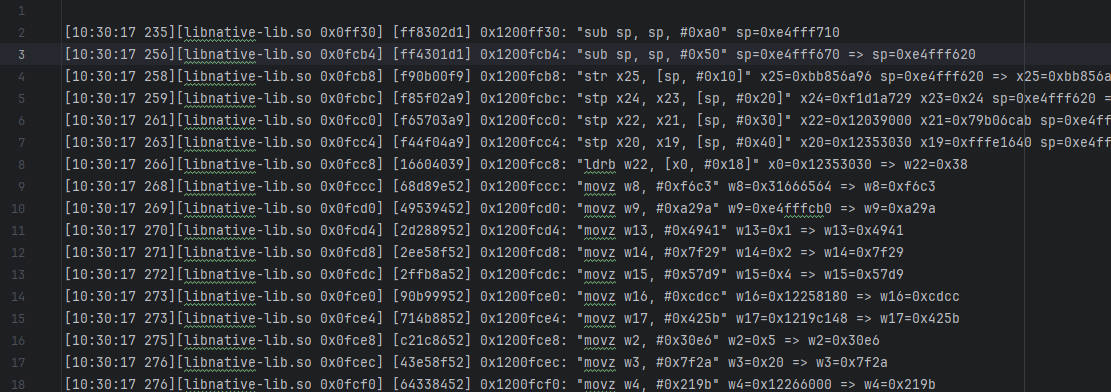 1
2 [10:30:17 235][libnative-lib.so 0x0ff30] [ff8302d1] 0x1200ff30: "sub sp, sp, #0xa0" sp=0xe4fff710
3 [10:30:17 256][libnative-lib.so 0x0fcb4] [ff4301d1] 0x1200fcb4: "sub sp, sp, #0x50" sp=0xe4fff670 => sp=0xe4fff620
4 [10:30:17 258][libnative-lib.so 0x0fcb8] [f90b00f9] 0x1200fcb8: "str x25, [sp, #0x10]" x25=0xbb856a96 sp=0xe4fff620 => x25=0xbb856a
5 [10:30:17 259][libnative-lib.so 0x0fcbc] [f85f02a9] 0x1200fcbc: "stp x24, x23, [sp, #0x20]" x24=0xf1d1a729 x23=0x24 sp=0xe4fff620 =
6 [10:30:17 261][libnative-lib.so 0x0fcc0] [f65703a9] 0x1200fcc0: "stp x22, x21, [sp, #0x30]" x22=0x12039000 x21=0x79b06cab sp=0xe4ff
7 [10:30:17 263][libnative-lib.so 0x0fcc4] [f44f04a9] 0x1200fcc4: "stp x20, x19, [sp, #0x40]" x20=0x12353030 x19=0xfffe1640 sp=0xe4ff
8 [10:30:17 266][libnative-lib.so 0x0fcc8] [16604039] 0x1200fcc8: "ldrb w22, [x0, #0x18]" x0=0x12353030 => w22=0x38
9 [10:30:17 268][libnative-lib.so 0x0fccc] [68d89e52] 0x1200fccc: "movz w8, #0xf6c3" w8=0x31666564 => w8=0xf6c3
10 [10:30:17 269][libnative-lib.so 0x0fcd0] [49539452] 0x1200fcd0: "movz w9, #0xa29a" w9=0xe4fffcb0 => w9=0xa29a
11 [10:30:17 270][libnative-lib.so 0x0fcd4] [2d288952] 0x1200fcd4: "movz w13, #0x4941" w13=0x1 => w13=0x4941
12 [10:30:17 271][libnative-lib.so 0x0fcd8] [2ee58f52] 0x1200fcd8: "movz w14, #0x7f29" w14=0x2 => w14=0x7f29
13 [10:30:17 272][libnative-lib.so 0x0fcdc] [2ffb8a52] 0x1200fcdc: "movz w15, #0x57d9" w15=0x4 => w15=0x57d9
14 [10:30:17 273][libnative-lib.so 0x0fce0] [90b99952] 0x1200fce0: "movz w16, #0xcdcc" w16=0x12258180 => w16=0xcdcc
15 [10:30:17 273][libnative-lib.so 0x0fce4] [714b8852] 0x1200fce4: "movz w17, #0x425b" w17=0x1219c148 => w17=0x425b
16 [10:30:17 275][libnative-lib.so 0x0fce8] [c21c8652] 0x1200fce8: "movz w2, #0x30e6" w2=0x5 => w2=0x30e6
17 [10:30:17 276][libnative-lib.so 0x0fcec] [43e58f52] 0x1200fcec: "movz w3, #0x7f2a" w3=0x20 => w3=0x7f2a
18 [10:30:17 276][libnative-lib.so 0x0fcf0] [64338452] 0x1200fcf0: "movz w4, #0x219b" w4=0x12266000 => w4=0x219b